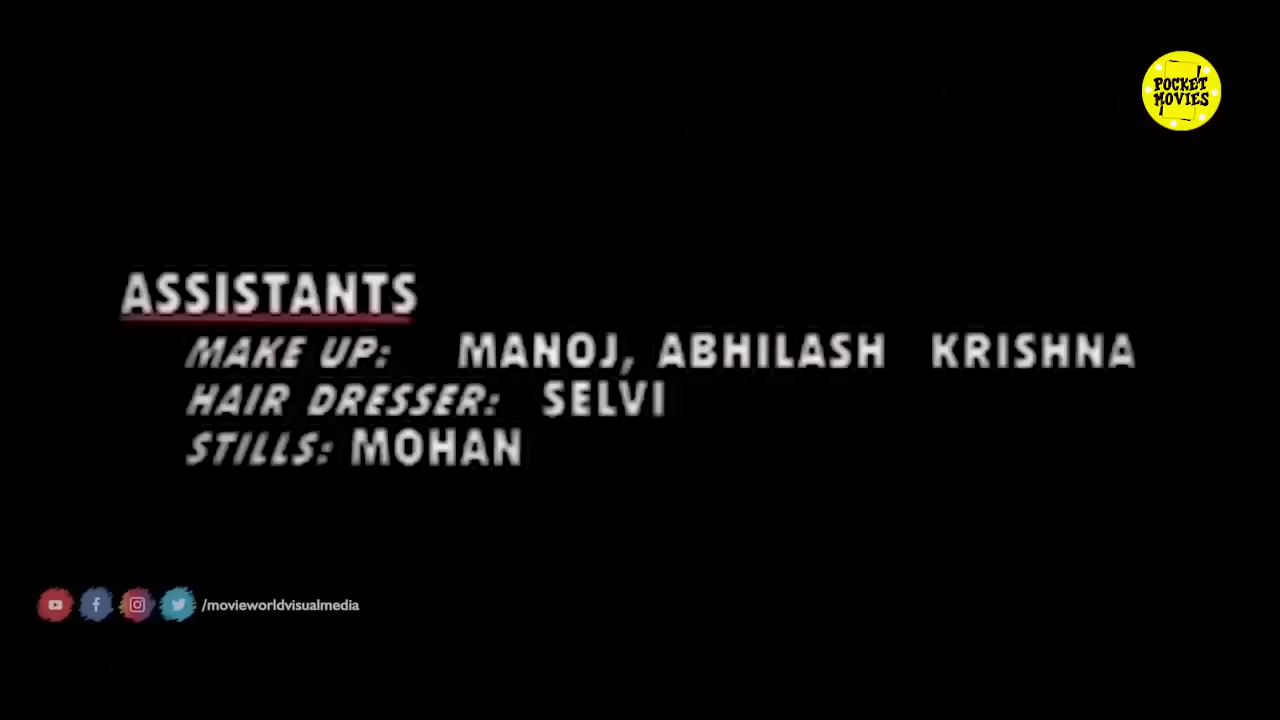 POCKET
MOVIES
ASSISTANTS
MAKE UP: MANOJ, ABHILASH KRISHNA
HAIR DRESSER: SELVI
STILLS: MOHAN
/movieworldvisualmedia